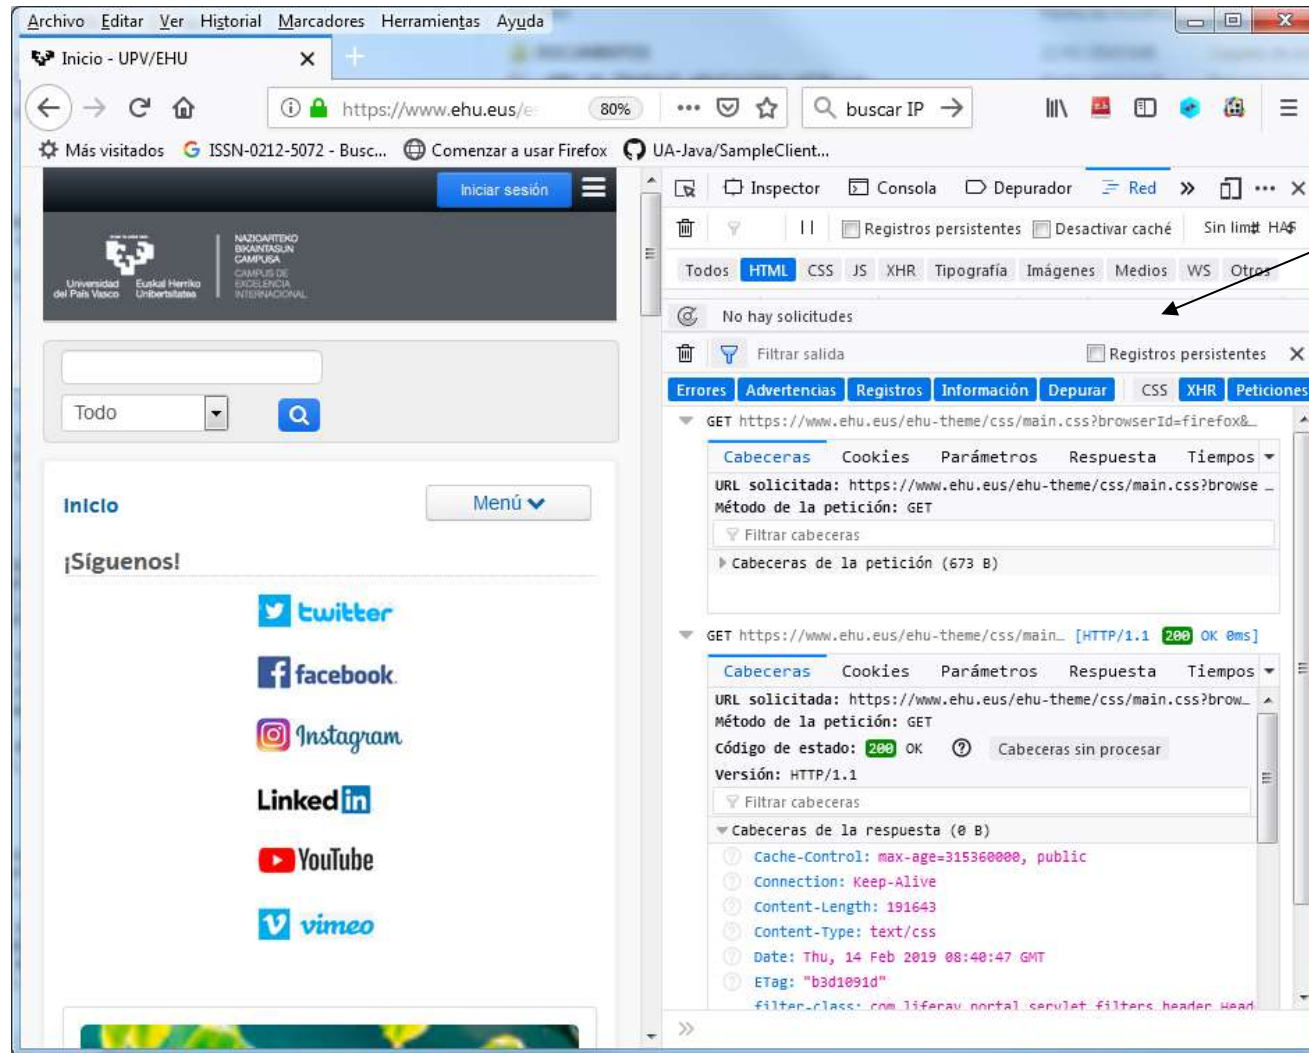 Archivo Editar Ver Historial Marcadores Herramientas Ayuda
Inicio - UPV/EHU
https://www.ehu.eus/e 80% buscar IP
Más visitados ISSN-0212-5072 - Busc... Comenzar a usar Firefox UA-Java/SampleClient...
Iniciar sesión
Universidad del País Vasco
Euskal Herriko Unibertsitatea
NAZIOARTEKO
BIKAINTASUN
CAMPUSA
CAMPUS DE
EXCELENCIA
INTERNACIONAL
Todo
Inicio
Menú
¡Síguenos!
twitter
facebook.
Instagram
Linked in
YouTube
vimeo
Inspector Consola Depurador Red
Registros persistentes Desactivar caché Sin lim
Todos HTML CSS JS XHR Tipografía Imágenes Medios WS Otros
No hay solicitudes
Filtrar salida Registros persistentes
Errores Advertencias Registros Información Depurar CSS XHR Peticiones
GET https://www.ehu.eus/ehu-theme/css/main.css?browserId=firefox&…
Cabeceras Cookies Parámetros Respuesta Tiempos
URL solicitada: https://www.ehu.eus/ehu-theme/css/main.css?browse …
Método de la petición: GET
Filtrar cabeceras
Cabeceras de la petición (673 B)
GET https://www.ehu.eus/ehu-theme/css/main… [HTTP/1.1 200 OK 0ms]
Cabeceras Cookies Parámetros Respuesta Tiempos
URL solicitada: https://www.ehu.eus/ehu-theme/css/main.css?brow…
Método de la petición: GET
Código de estado: 200 OK Cabeceras sin procesar
Versión: HTTP/1.1
Filtrar cabeceras
Cabeceras de la respuesta (0 B)
Cache-Control: max-age=315360000, public
Connection: Keep-Alive
Content-Length: 191643
Content-Type: text/css
Date: Thu, 14 Feb 2019 08:40:47 GMT
ETag: "b3d1091d"
filter-class: com.liferay.portal.servlet.filters.header.Head